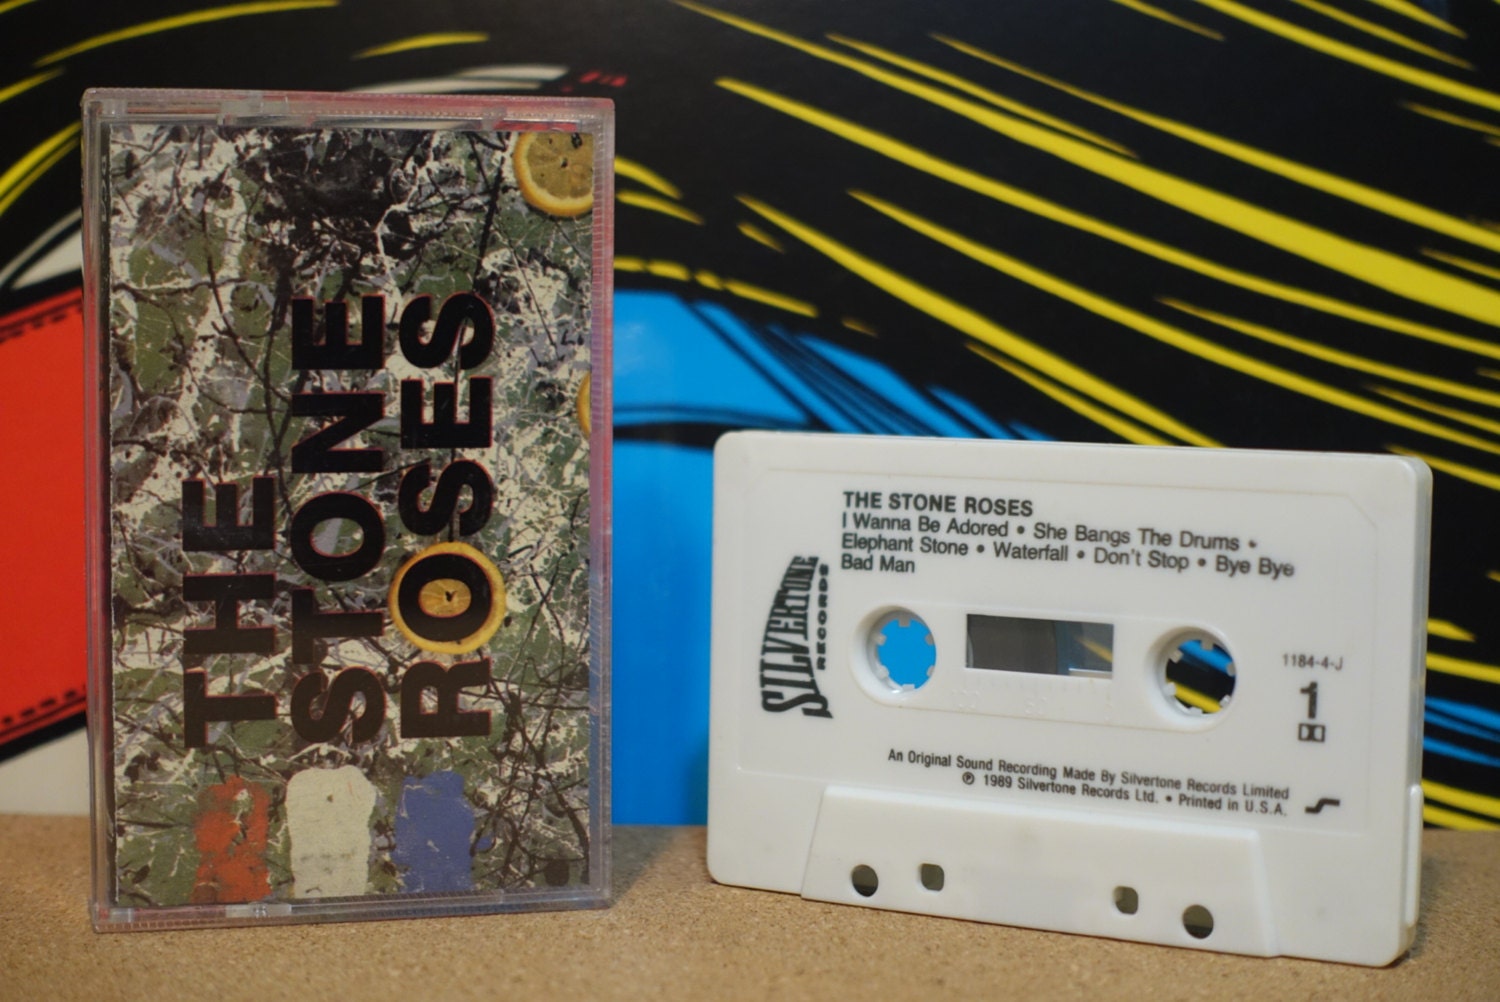 THE
STONE
ROSES
THE STONE ROSES
I Wanna Be Adored • She Bangs The Drums •
Elephant Stone • Waterfall • Don't Stop • Bye Bye
Bad Man
SILVERTONE
RECORDS
1184-4-J
1
An Original Sound Recording Made By Silvertone Records Limited
℗ 1989 Silvertone Records Ltd. • Printed in U.S.A.